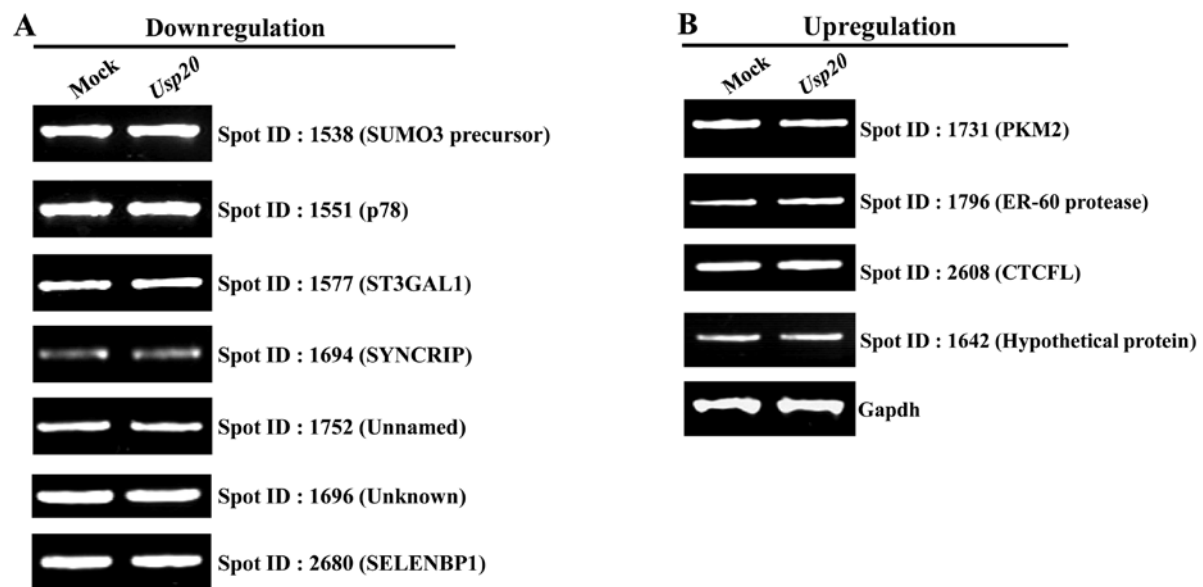 A
Downregulation
Mock Usp20
Spot ID : 1538 (SUMO3 precursor)
Spot ID : 1551 (p78)
Spot ID : 1577 (ST3GAL1)
Spot ID : 1694 (SYNCRIP)
Spot ID : 1752 (Unnamed)
Spot ID : 1696 (Unknown)
Spot ID : 2680 (SELENBP1)
B
Upregulation
Mock Usp20
Spot ID : 1731 (PKM2)
Spot ID : 1796 (ER-60 protease)
Spot ID : 2608 (CTCFL)
Spot ID : 1642 (Hypothetical protein)
Gapdh